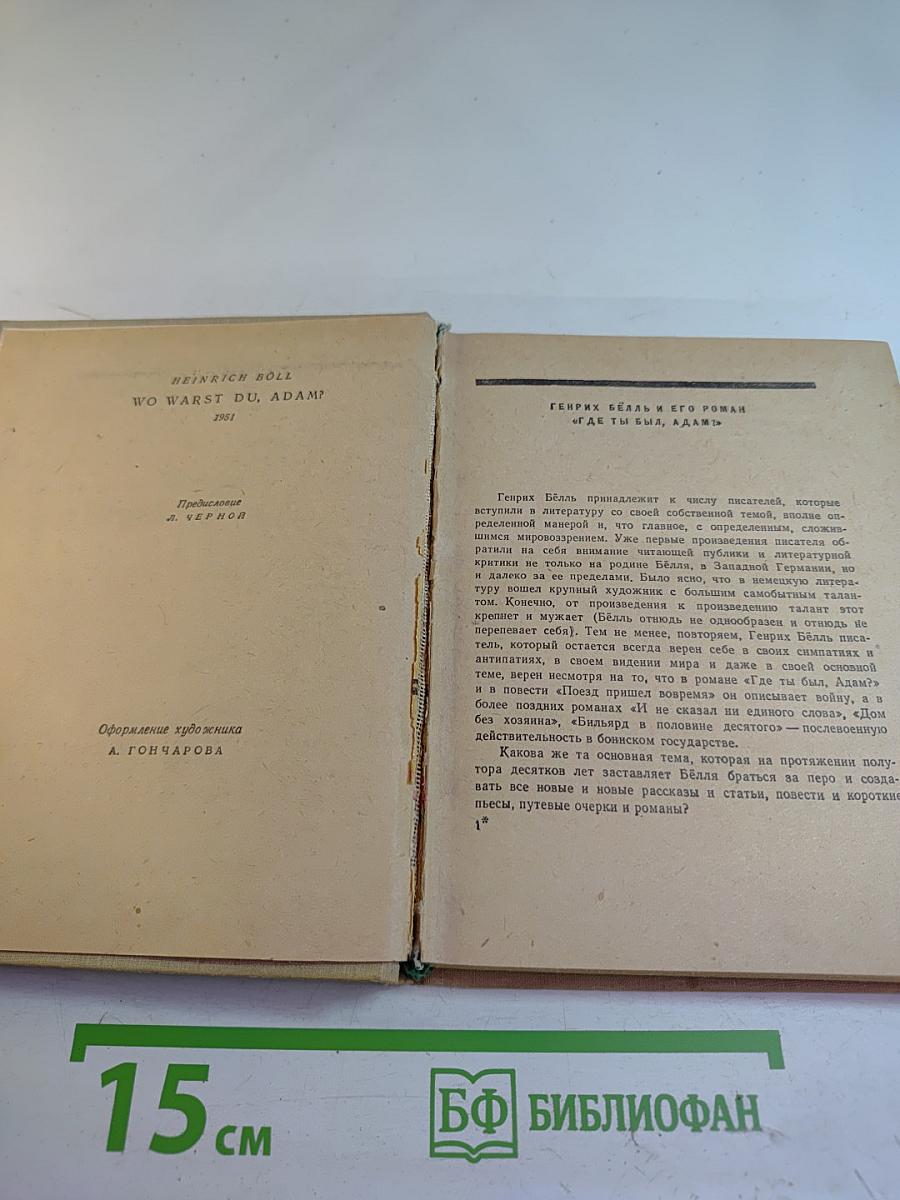 HEINRICH BÖLL
WO WARST DU, ADAM?
1951
Предисловие
Л. ЧЕРНОЙ
Оформление художника
А. ГОНЧАРОВА
ГЕНРИХ БЁЛЛЬ И ЕГО РОМАН
«ГДЕ ТЫ БЫЛ, АДАМ?»
Генрих Бёлль принадлежит к числу писателей, которые
вступили в литературу со своей собственной темой, вполне оп-
ределенной манерой и, что главное, с определенным, сложив-
шимся мировоззрением. Уже первые произведения писателя об-
ратили на себя внимание читающей публики и литературной
критики не только на родине Бёлля, в Западной Германии, но
и далеко за ее пределами. Было ясно, что в немецкую литера-
туру вошел крупный художник с большим самобытным талан-
том. Конечно, от произведения к произведению талант этот
крепнет и мужает (Бёлль отнюдь не однообразен и отнюдь не
перепевает себя). Тем не менее, повторяем, Генрих Бёлль писа-
тель, который остается всегда верен себе в своих симпатиях и
антипатиях, в своем видении мира и даже в своей основной
теме, верен несмотря на то, что в романе «Где ты был, Адам?»
и в повести «Поезд пришел вовремя» он описывает войну, а в
более поздних романах «И не сказал ни единого слова», «Дом
без хозяина», «Бильярд в половине десятого» — послевоенную
действительность в боннском государстве.
Какова же та основная тема, которая на протяжении полу-
тора десятков лет заставляет Бёлля браться за перо и созда-
вать все новые и новые рассказы и статьи, повести и короткие
пьесы, путевые очерки и романы?
1*
15 см
БФ БИБЛИОФАН